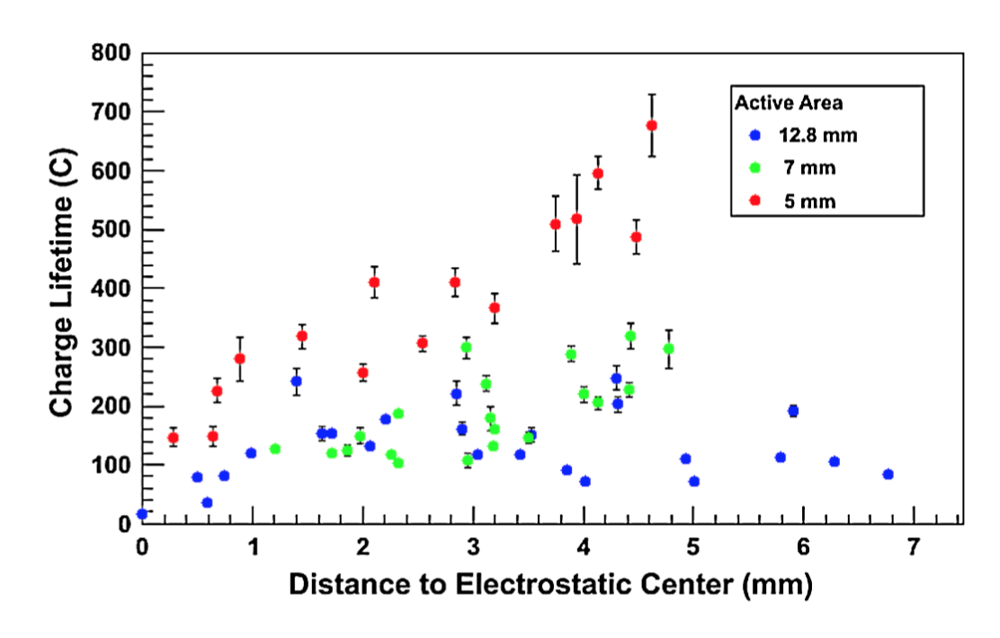 800
700
600
500
400
300
200
100
0
Charge Lifetime (C)
Active Area
12.8 mm
7 mm
5 mm
0 1 2 3 4 5 6 7
Distance to Electrostatic Center (mm)